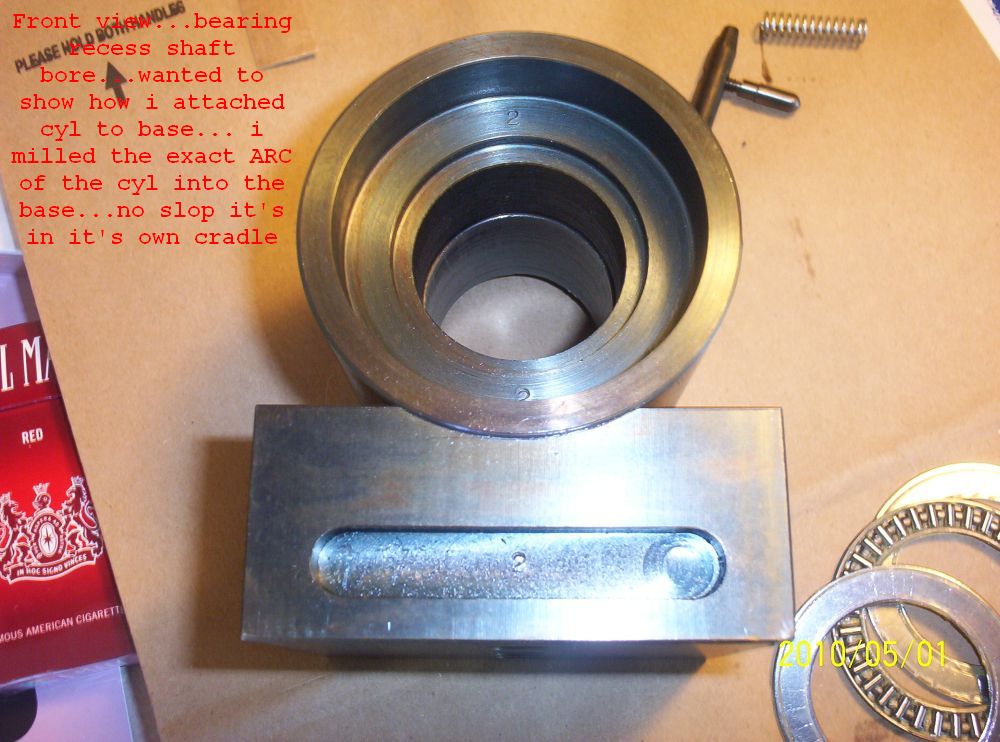 Front view...bearing
recess shaft
bore...wanted to
show how i attached
cyl to base... i
milled the exact ARC
of the cyl into the
base...no slop it's
in it's own cradle
PLEASE HOLD BOTH HANDLES
2
2
2
RED
IN HOC SIGNO VINCES
AMERICAN CIGARETT
2010/05/01